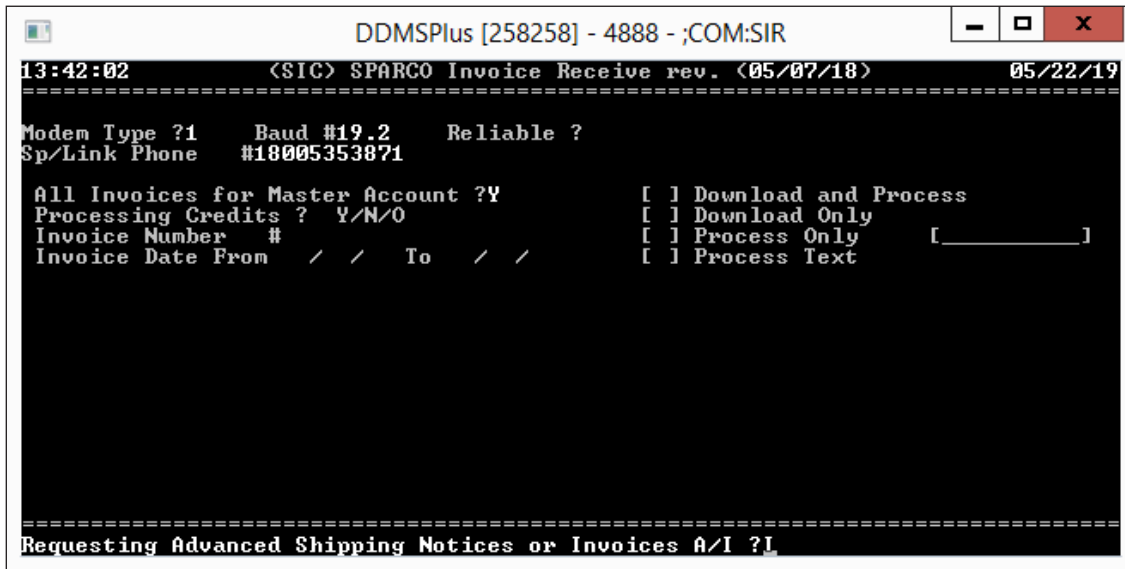 DDMSPlus [258258] - 4888 - ;COM:SIR
13:42:02 (SIC) SPARCO Invoice Receive rev. (05/07/18) 05/22/19
Modem Type ?1 Baud #19.2 Reliable ?
Sp/Link Phone #18005353871
All Invoices for Master Account ?Y [ ] Download and Process
Processing Credits ? Y/N/O [ ] Download Only
Invoice Number # [ ] Process Only [___________]
Invoice Date From / / To / / [ ] Process Text
Requesting Advanced Shipping Notices or Invoices A/I ?I